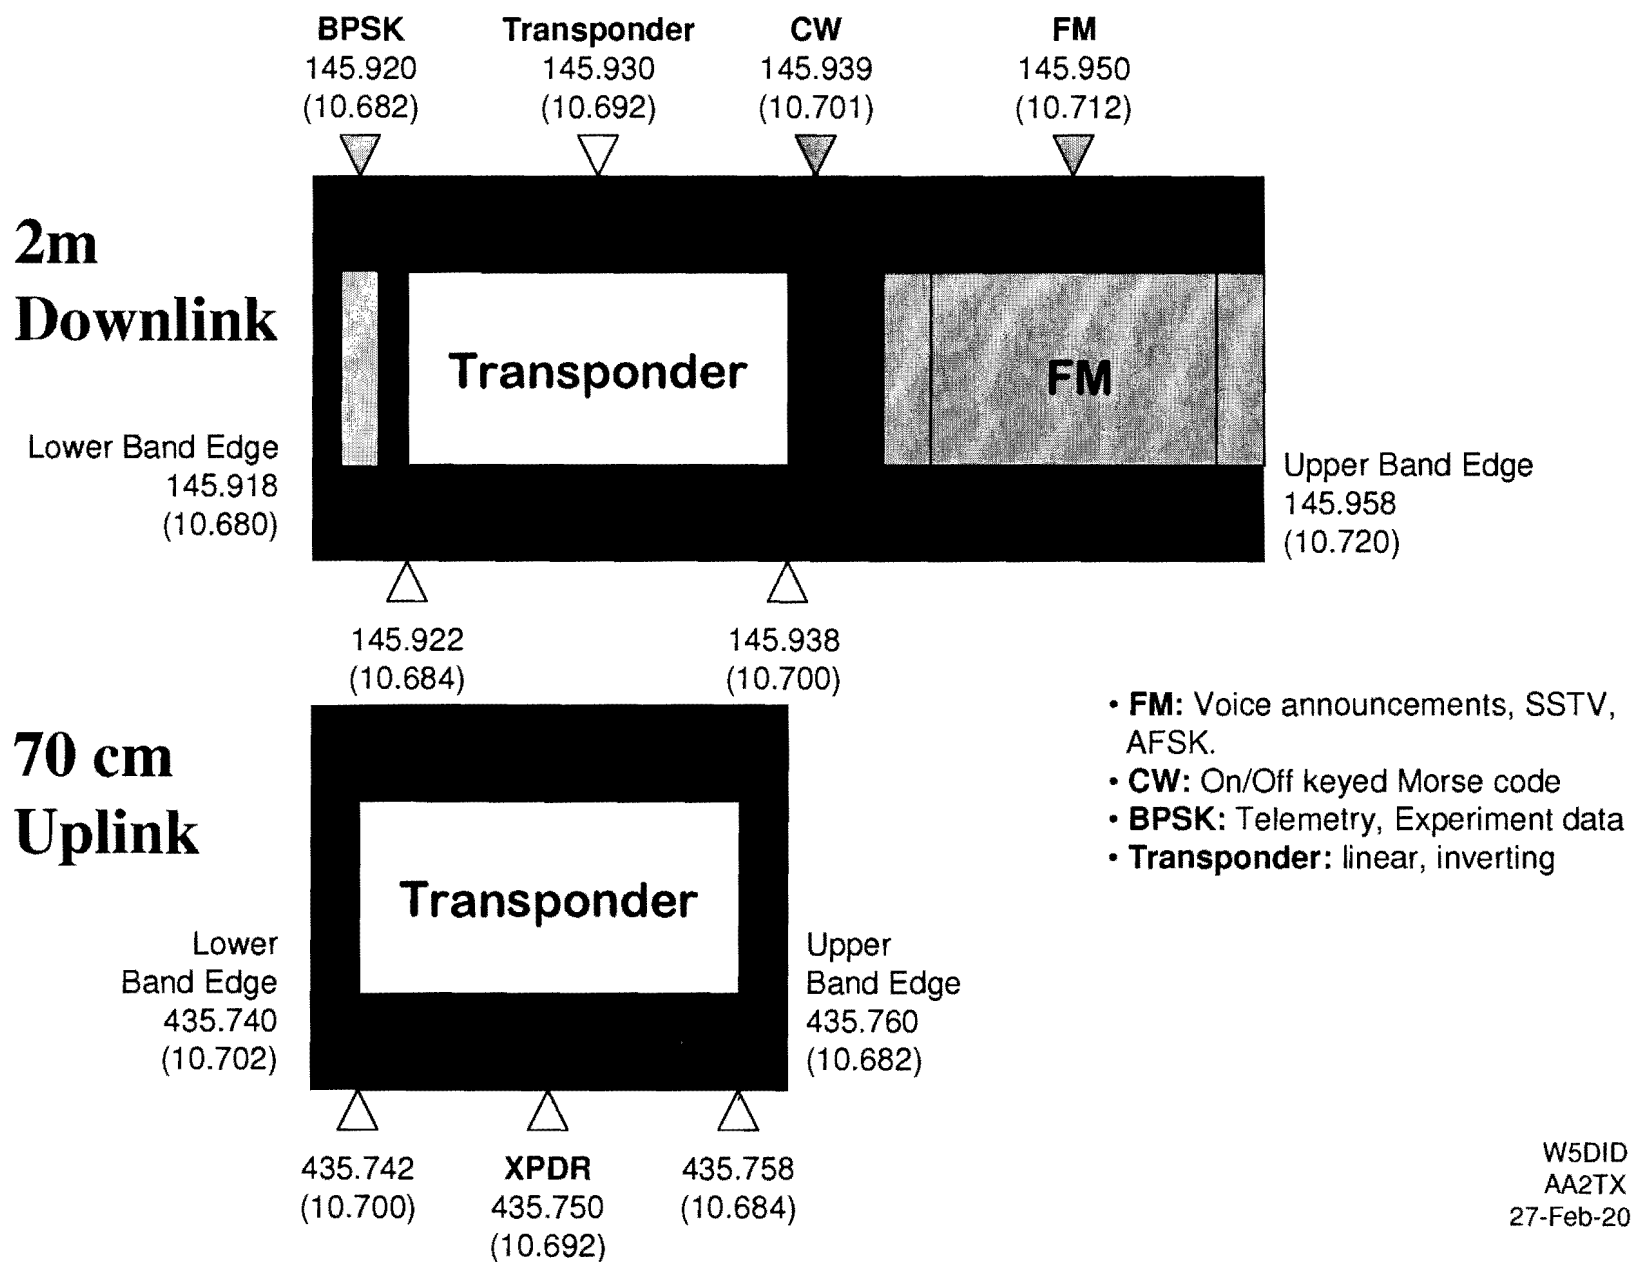 BPSK
145.920
(10.682)
Transponder
145.930
(10.692)
CW
145.939
(10.701)
FM
145.950
(10.712)
2m
Downlink
Transponder
FM
Lower Band Edge
145.918
(10.680)
Upper Band Edge
145.958
(10.720)
145.922
(10.684)
145.938
(10.700)
70 cm
Uplink
Transponder
Lower
Band Edge
435.740
(10.702)
Upper
Band Edge
435.760
(10.682)
435.742
(10.700)
XPDR
435.750
(10.692)
435.758
(10.684)
• FM: Voice announcements, SSTV,
AFSK.
• CW: On/Off keyed Morse code
• BPSK: Telemetry, Experiment data
• Transponder: linear, inverting
W5DID
AA2TX
27-Feb-20